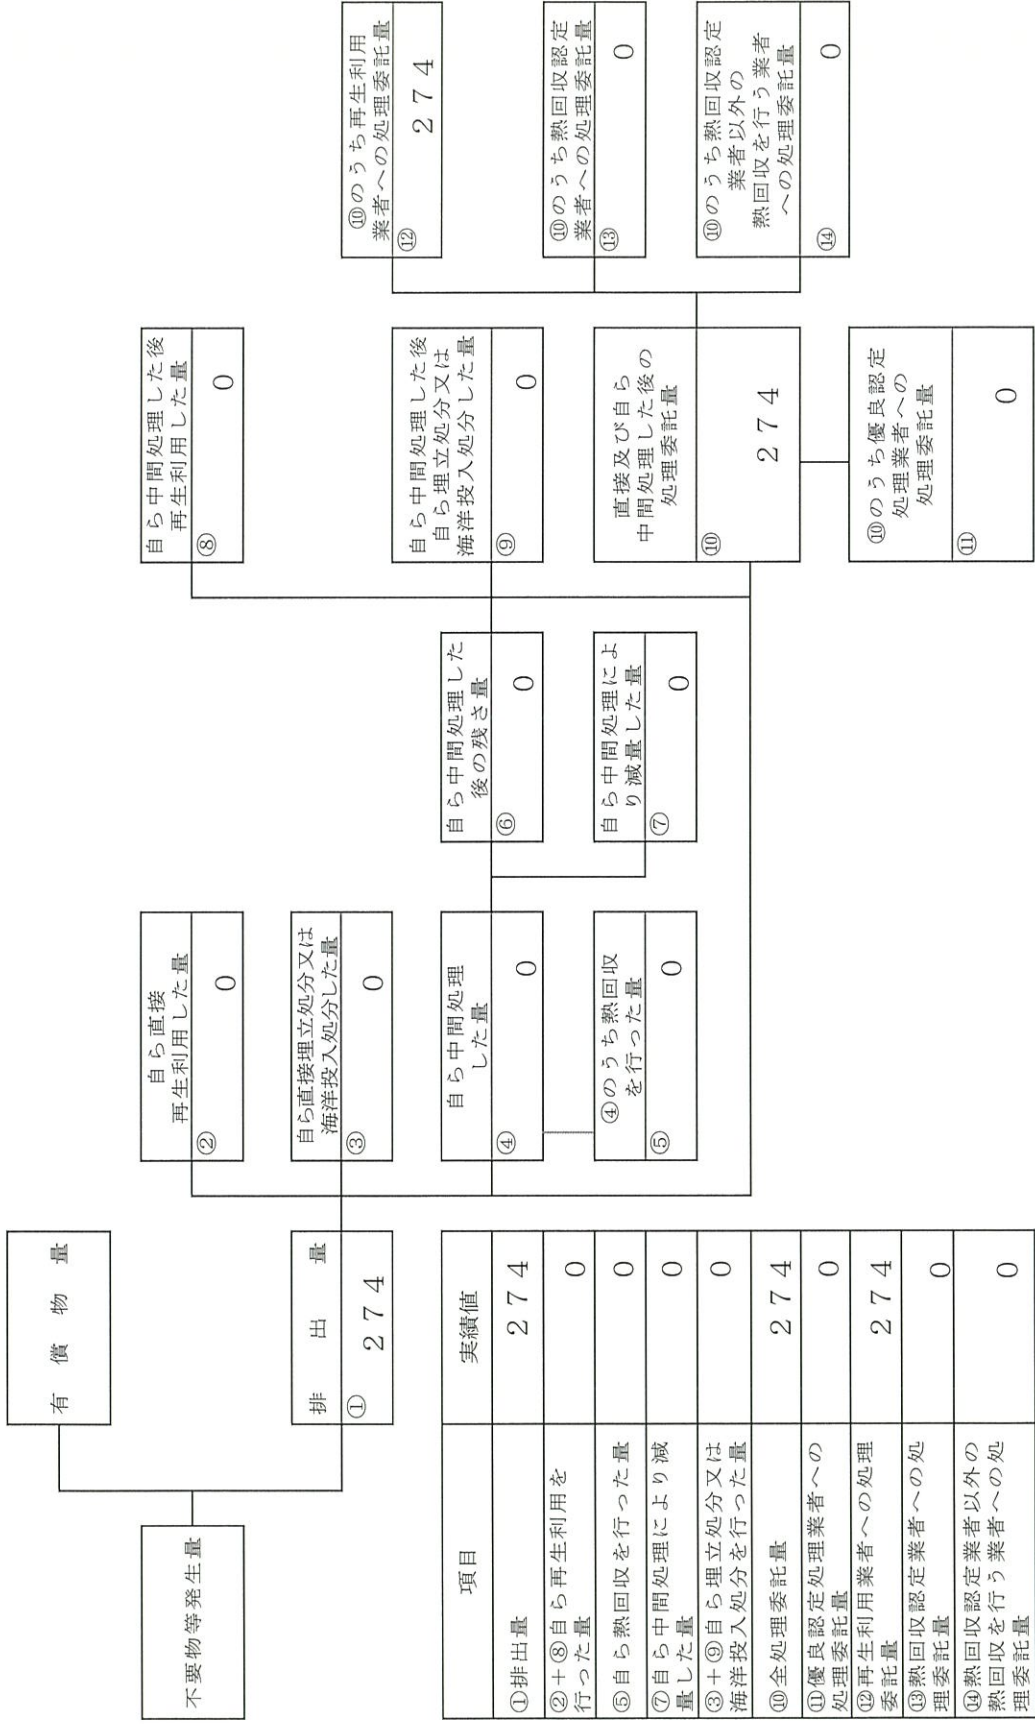 不要物等発生量
有償物量
排出量
① 274
自ら直接
再生利用した量
② 0
自ら直接埋立処分又は
海洋投入処分した量
③ 0
自ら中間処理
した量
④ 0
④のうち熱回収
を行った量
⑤ 0
自ら中間処理した
後の残さ量
⑥ 0
自ら中間処理によ
り減量した量
⑦ 0
自ら中間処理した後
再生利用した量
⑧ 0
自ら中間処理した後
自ら埋立処分又は
海洋投入処分した量
⑨ 0
直接及び自ら
中間処理した後の
処理委託量
⑩ 274
⑩のうち優良認定
処理業者への
処理委託量
⑪ 0
⑩のうち再生利用
業者への処理委託量
⑫ 274
⑩のうち熱回収認定
業者への処理委託量
⑬ 0
⑩のうち熱回収認定
業者以外の
熱回収を行う業者
への処理委託量
⑭ 0
項目 実績値
①排出量 274
②+⑧自ら再生利用を
行った量 0
⑤自ら熱回収を行った量 0
⑦自ら中間処理により減
量した量 0
③+⑨自ら埋立処分又は
海洋投入処分を行った量 0
⑩全処理委託量 274
⑪優良認定処理業者への
処理委託量 0
⑫再生利用業者への処理
委託量 274
⑬熱回収認定業者への処
理委託量 0
⑭熱回収認定業者以外の
熱回収を行う業者への処
理委託量 0